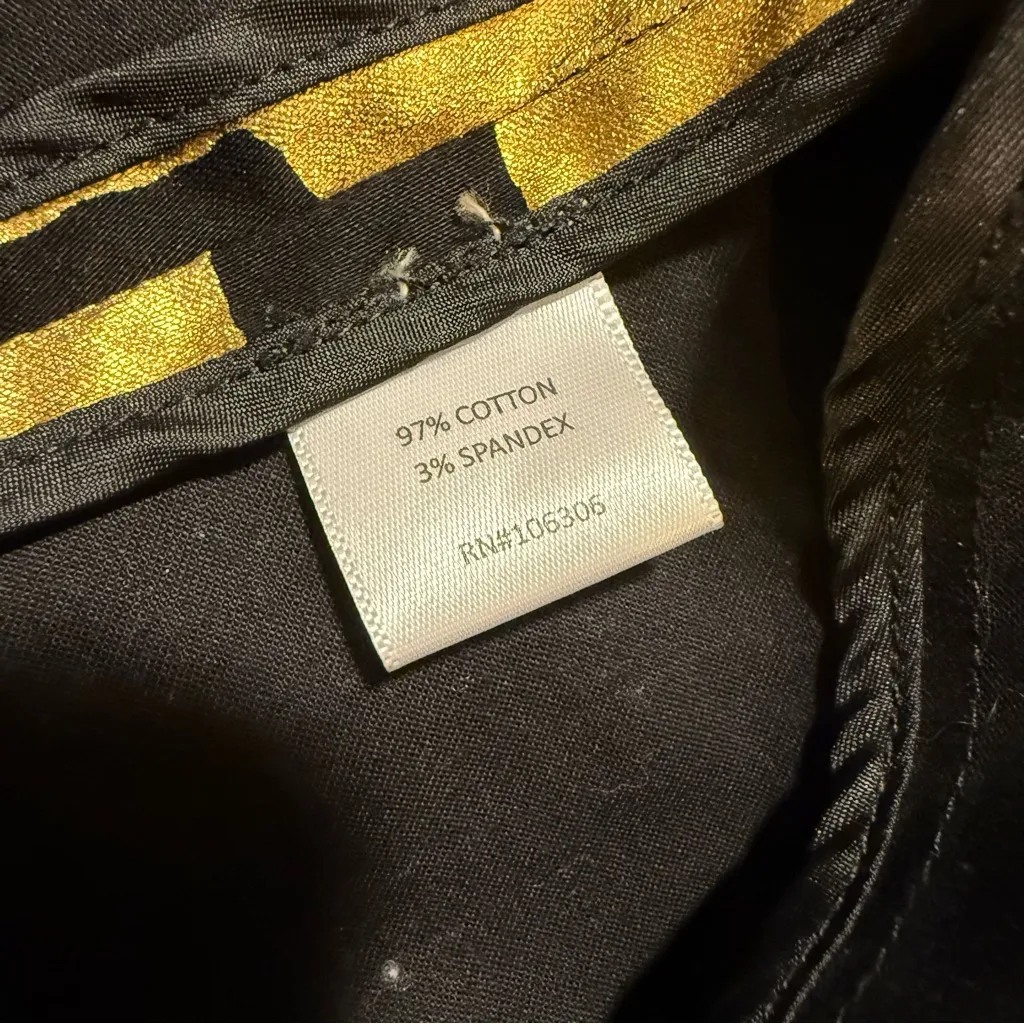 97% COTTON
3% SPANDEX
RN#106306